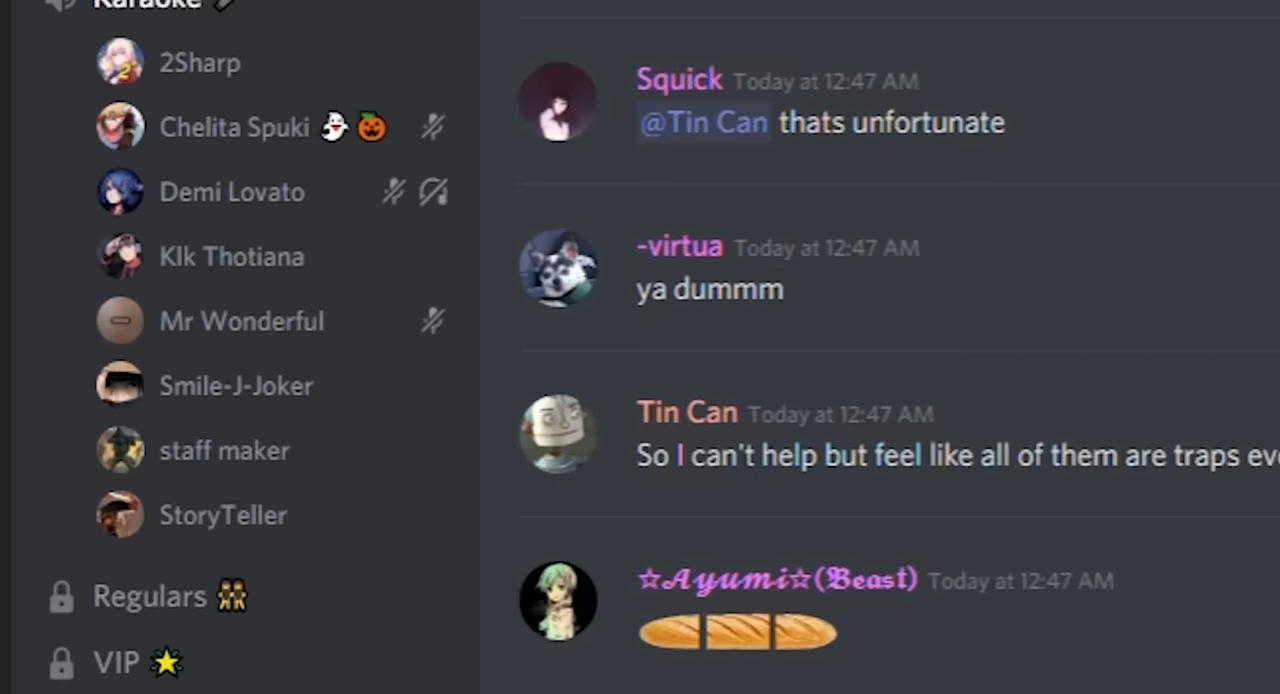 Karaoke
2Sharp
Chelita Spuki 👻 🎃
Demi Lovato
Klk Thotiana
Mr Wonderful
Smile-J-Joker
staff maker
StoryTeller
Regulars 👯
VIP 🌟
Squick Today at 12:47 AM
@Tin Can thats unfortunate
-virtua Today at 12:47 AM
ya dummm
Tin Can Today at 12:47 AM
So I can't help but feel like all of them are traps
☆𝓐𝔂𝓾𝓶𝓲☆(𝕭𝖊𝖆𝖘𝖙) Today at 12:47 AM